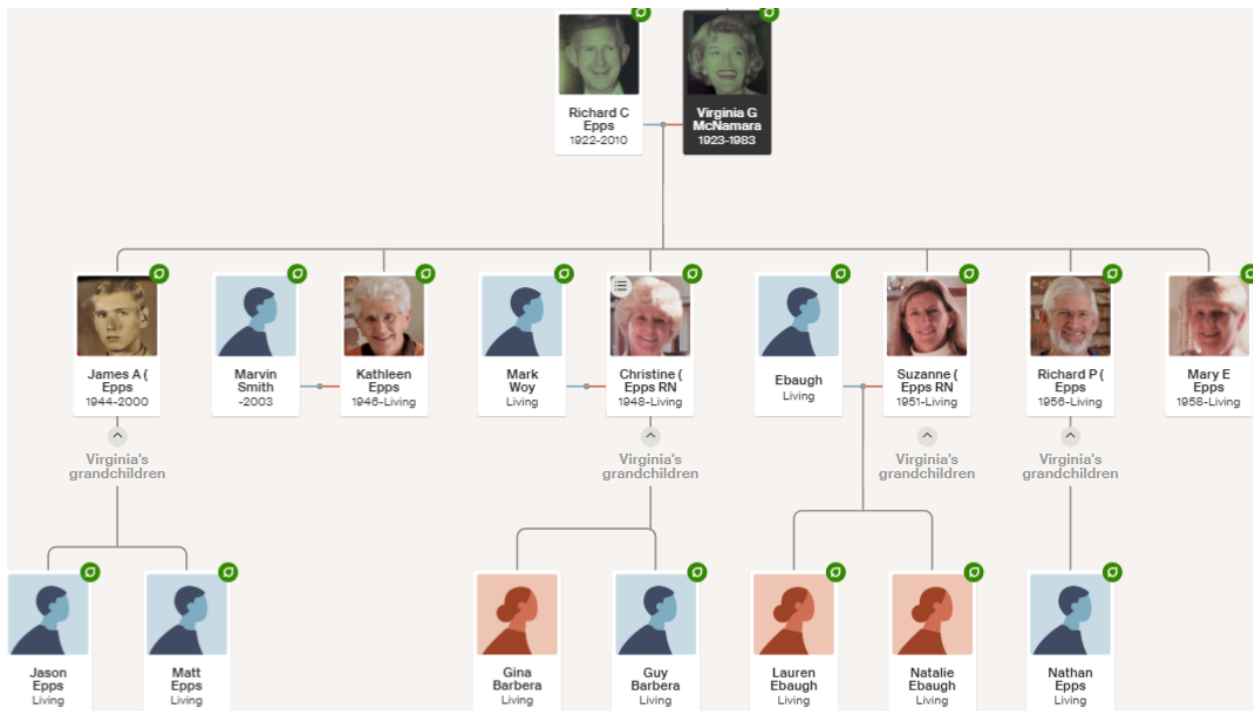 Richard C
Epps
1922-2010
Virginia G
McNamara
1923-1983
James A (
Epps
1944-2000
Marvin
Smith
-2003
Kathleen
Epps
1946-Living
Mark
Woy
Living
Christine (
Epps RN
1948-Living
Ebaugh
Living
Suzanne (
Epps RN
1951-Living
Richard P (
Epps
1956-Living
Mary E
Epps
1958-Living
Virginia's
grandchildren
Virginia's
grandchildren
Virginia's
grandchildren
Virginia's
grandchildren
Jason
Epps
Living
Matt
Epps
Living
Gina
Barbera
Living
Guy
Barbera
Living
Lauren
Ebaugh
Living
Natalie
Ebaugh
Living
Nathan
Epps
Living